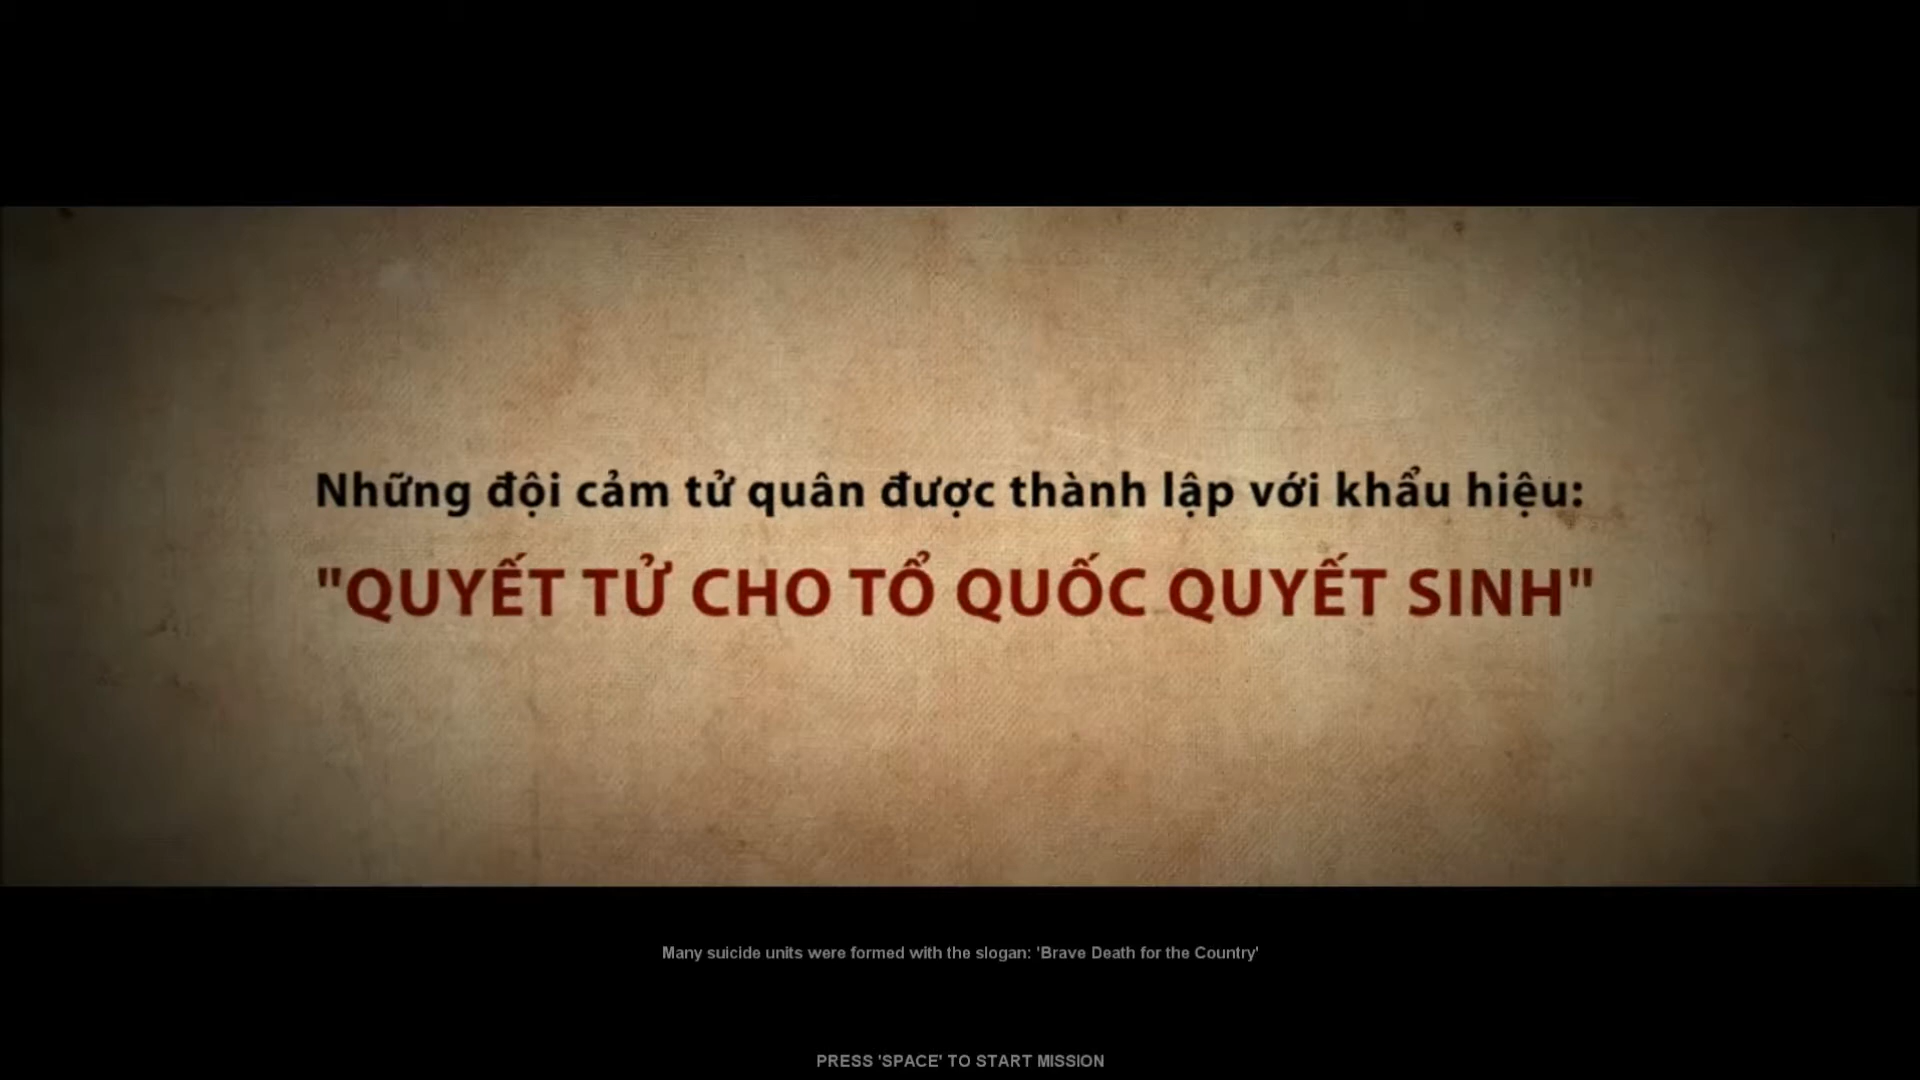 Những đội cảm tử quân được thành lập với khẩu hiệu:
"QUYẾT TỬ CHO TỔ QUỐC QUYẾT SINH"
Many suicide units were formed with the slogan: 'Brave Death for the Country'
PRESS 'SPACE' TO START MISSION